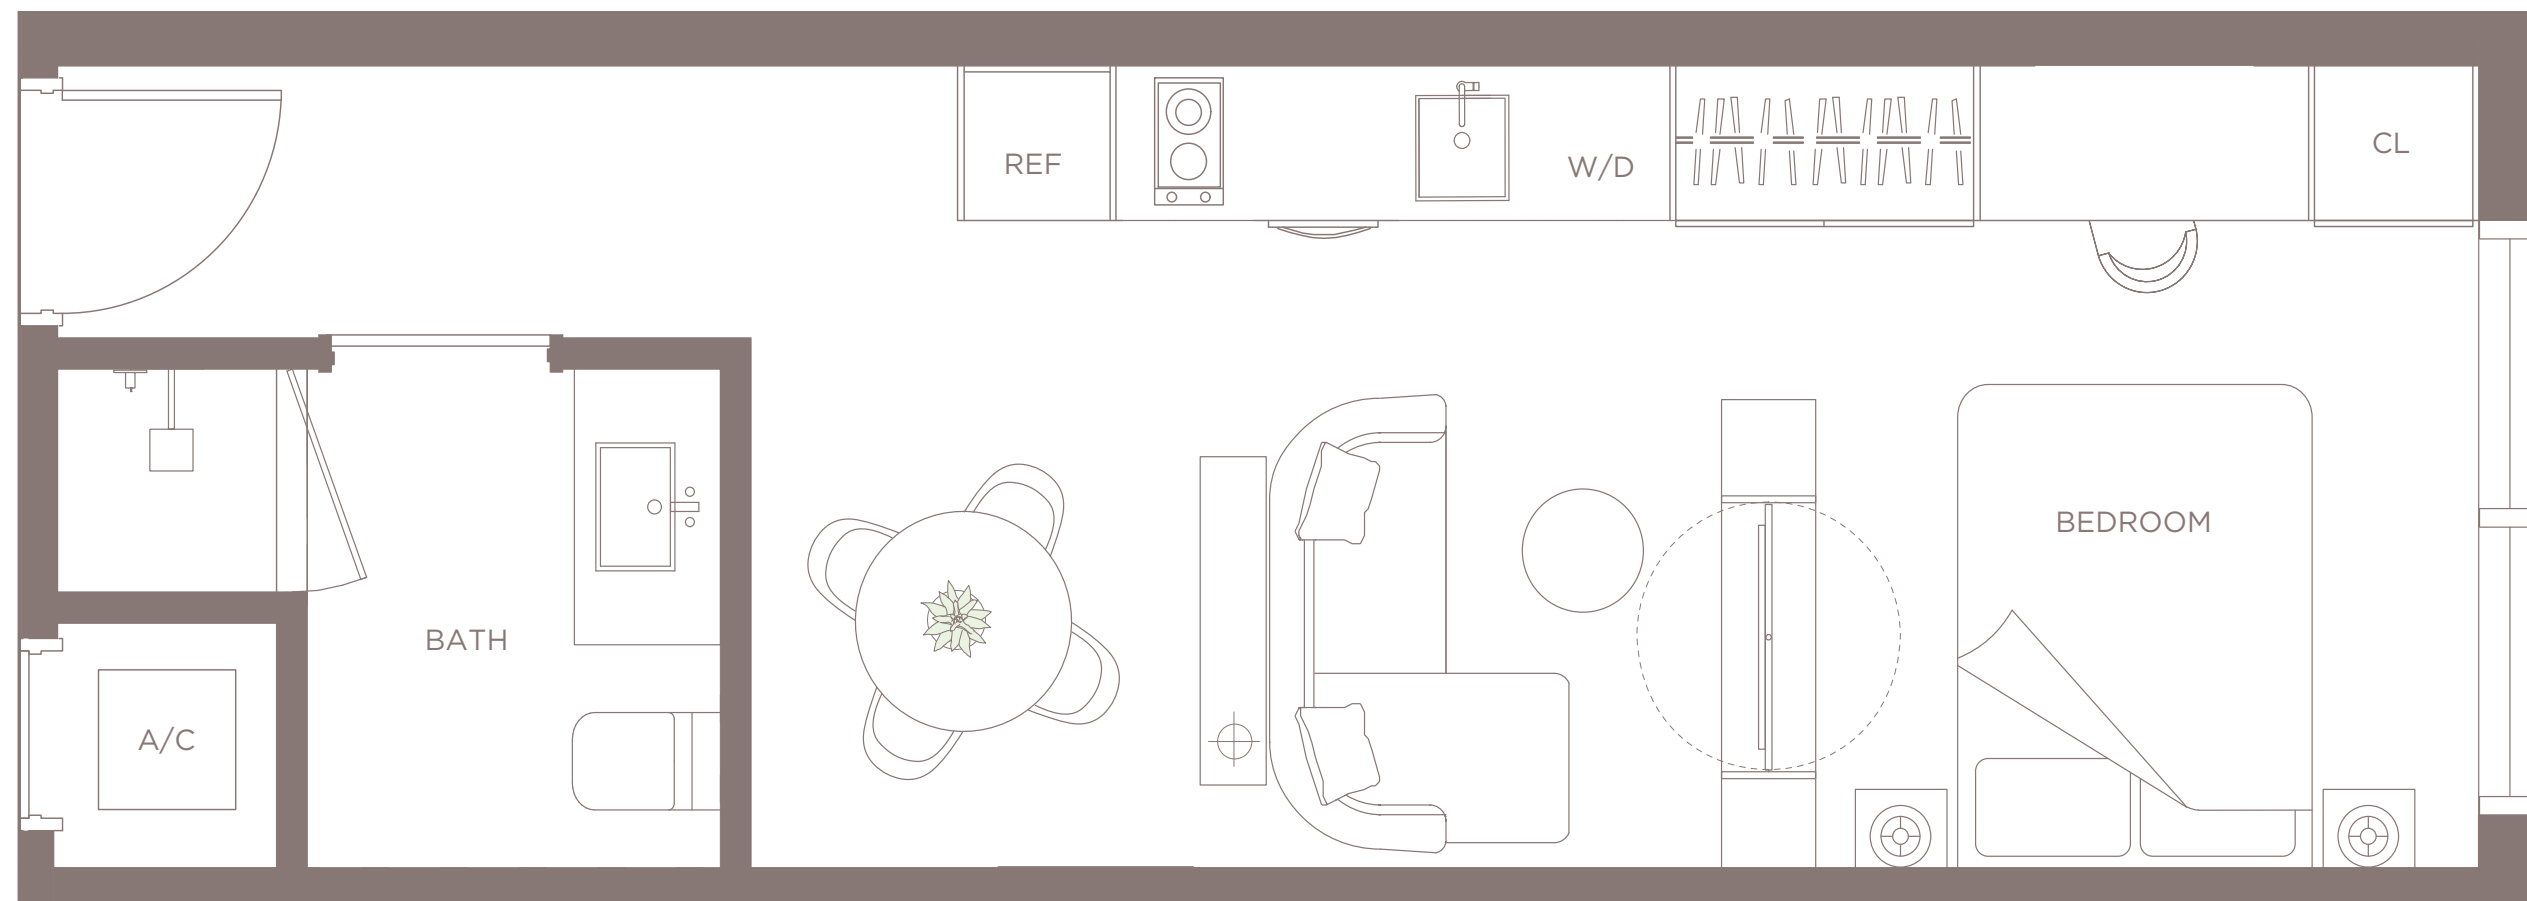 REF
W/D
CL
BEDROOM
BATH
A/C